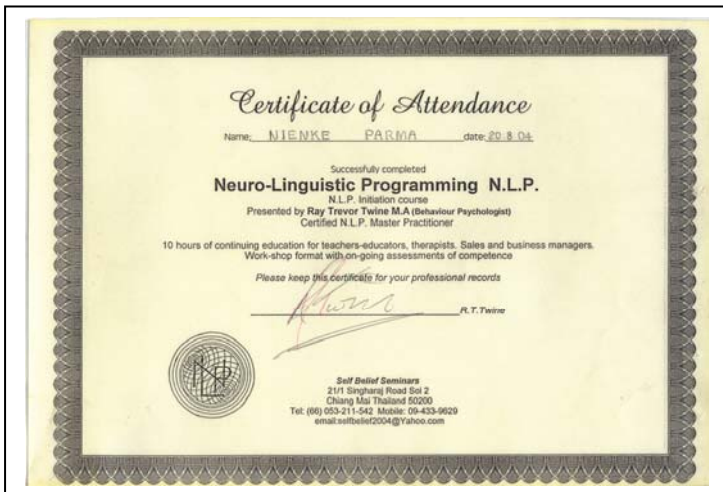 Certificate of Attendance
Name: NIENKE PARMA date: 20.8.04
Successfully completed
Neuro-Linguistic Programming N.L.P.
N.L.P. Initiation course
Presented by Ray Trevor Twine M.A (Behaviour Psychologist)
Certified N.L.P. Master Practitioner
10 hours of continuing education for teachers-educators, therapists. Sales and business managers.
Work-shop format with on-going assessments of competence
Please keep this certificate for your professional records
R.T.Twine
NLP
Self Belief Seminars
21/1 Singharaj Road Soi 2
Chiang Mai Thailand 50200
Tel: (66) 053-211-542 Mobile: 09-433-9629
email:selfbelief2004@Yahoo.com